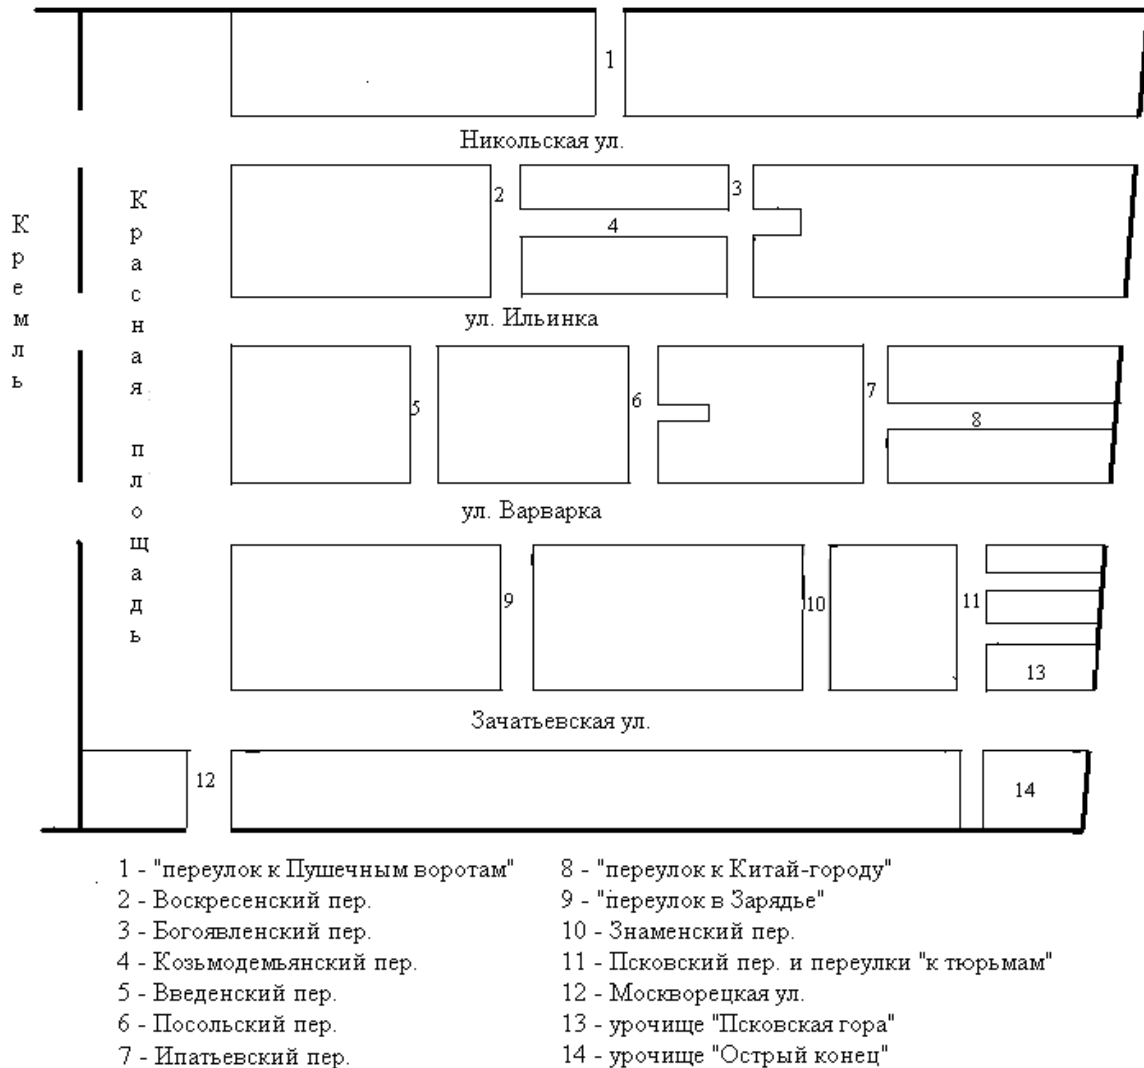 1
Никольская ул.
Кремль
Красная площадь
2
3
4
ул. Ильинка
5
6
7
8
ул. Варварка
9
10
11
13
Зачатьевская ул.
12
14
1 - "переулок к Пушечным воротам"
2 - Воскресенский пер.
3 - Богоявленский пер.
4 - Козьмодемьянский пер.
5 - Введенский пер.
6 - Посольский пер.
7 - Ипатьевский пер.
8 - "переулок к Китай-городу"
9 - "переулок в Зарядье"
10 - Знаменский пер.
11 - Псковский пер. и переулки "к тюрьмам"
12 - Москворецкая ул.
13 - урочище "Псковская гора"
14 - урочище "Острый конец"